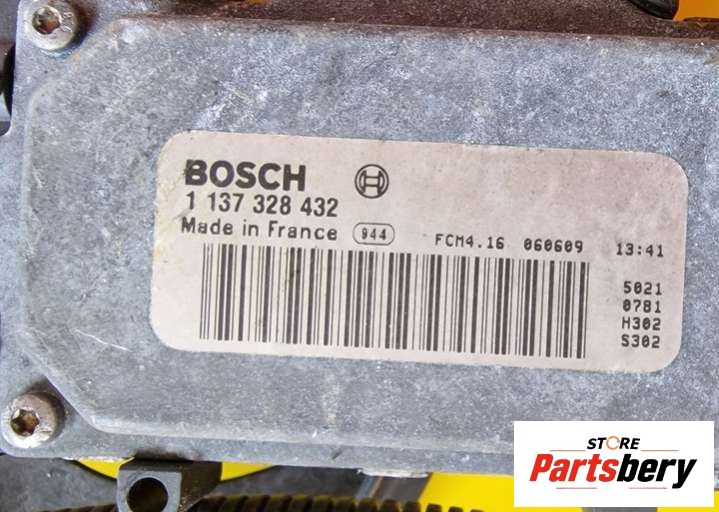 BOSCH
1 137 328 432
Made in France 944 FCM4.16 060609 13:41
5021
0781
H302
S302
STORE
Partsbery